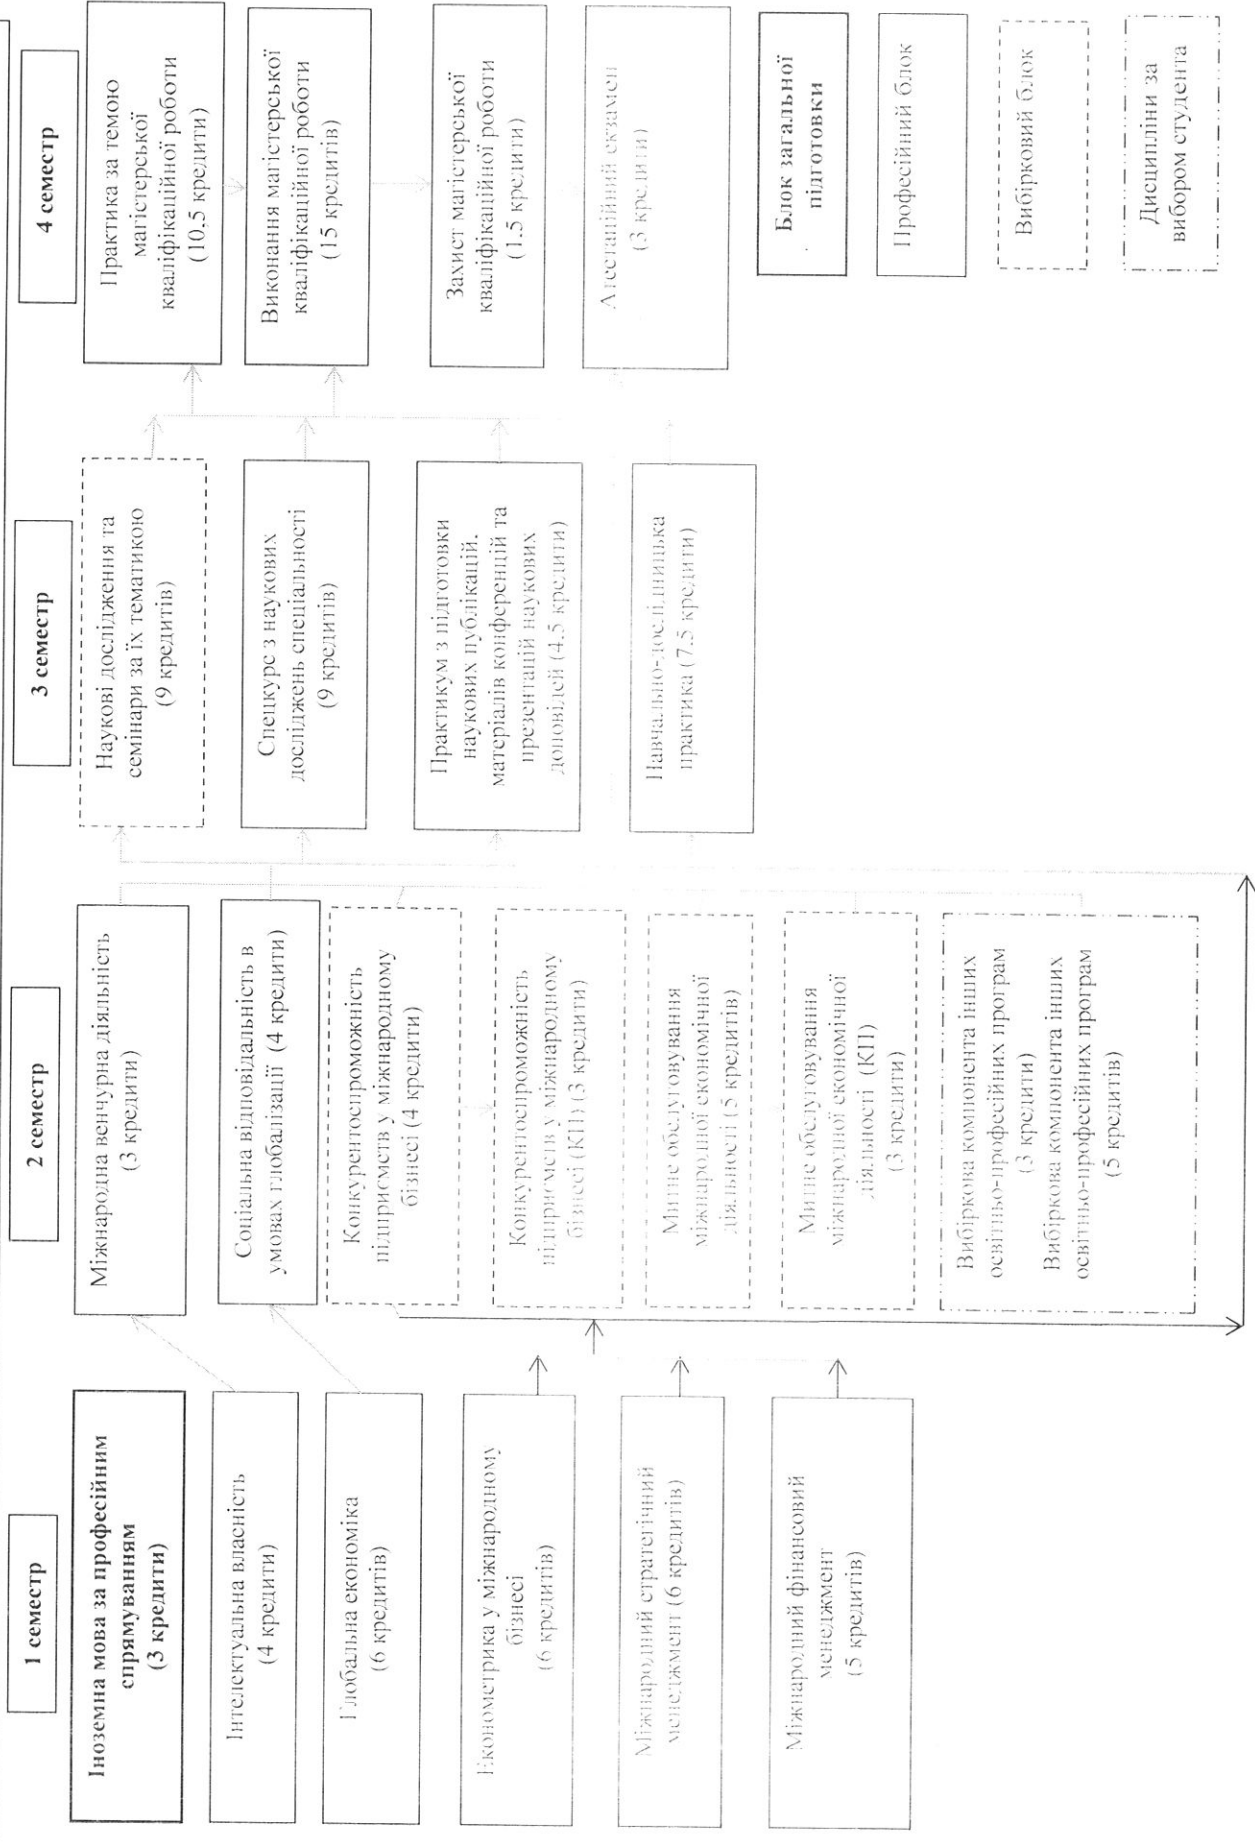 1 семестр
Іноземна мова за професійним
спрямуванням
(3 кредити)
Інтелектуальна власність
(4 кредити)
Глобальна економіка
(6 кредитів)
Економетрика у міжнародному
бізнесі
(6 кредитів)
Міжнародний стратегічний
менеджмент (6 кредитів)
Міжнародний фінансовий
менеджмент
(5 кредитів)
2 семестр
Міжнародна венчурна діяльність
(3 кредити)
Соціальна відповідальність в
умовах глобалізації (4 кредити)
Конкурентоспроможність
підприємств у міжнародному
бізнесі (4 кредити)
Конкурентоспроможність
підприємств у міжнародному
бізнесі (КП) (3 кредити)
Митне обслуговування
міжнародної економічної
діяльності (5 кредитів)
Митне обслуговування
міжнародної економічної
діяльності (КП)
(3 кредити)
Вибіркова компонента інших
освітньо-професійних програм
(3 кредити)
Вибіркова компонента інших
освітньо-професійних програм
(5 кредитів)
3 семестр
Наукові дослідження та
семінари за їх тематикою
(9 кредитів)
Спецкурс з наукових
досліджень спеціальності
(9 кредитів)
Практикум з підготовки
наукових публікацій.
матеріалів конференцій та
презентацій наукових
доповідей (4.5 кредити)
Навчально-дослідницька
практика (7.5 кредити)
4 семестр
Практика за темою
магістерської
кваліфікаційної роботи
(10,5 кредити)
Виконання магістерської
кваліфікаційної роботи
(15 кредитів)
Захист магістерської
кваліфікаційної роботи
(1.5 кредити)
Атестаційний екзамен
(3 кредити)
Блок загальної
підготовки
Професійний блок
Вибірковий блок
Дисципліни за
вибором студента